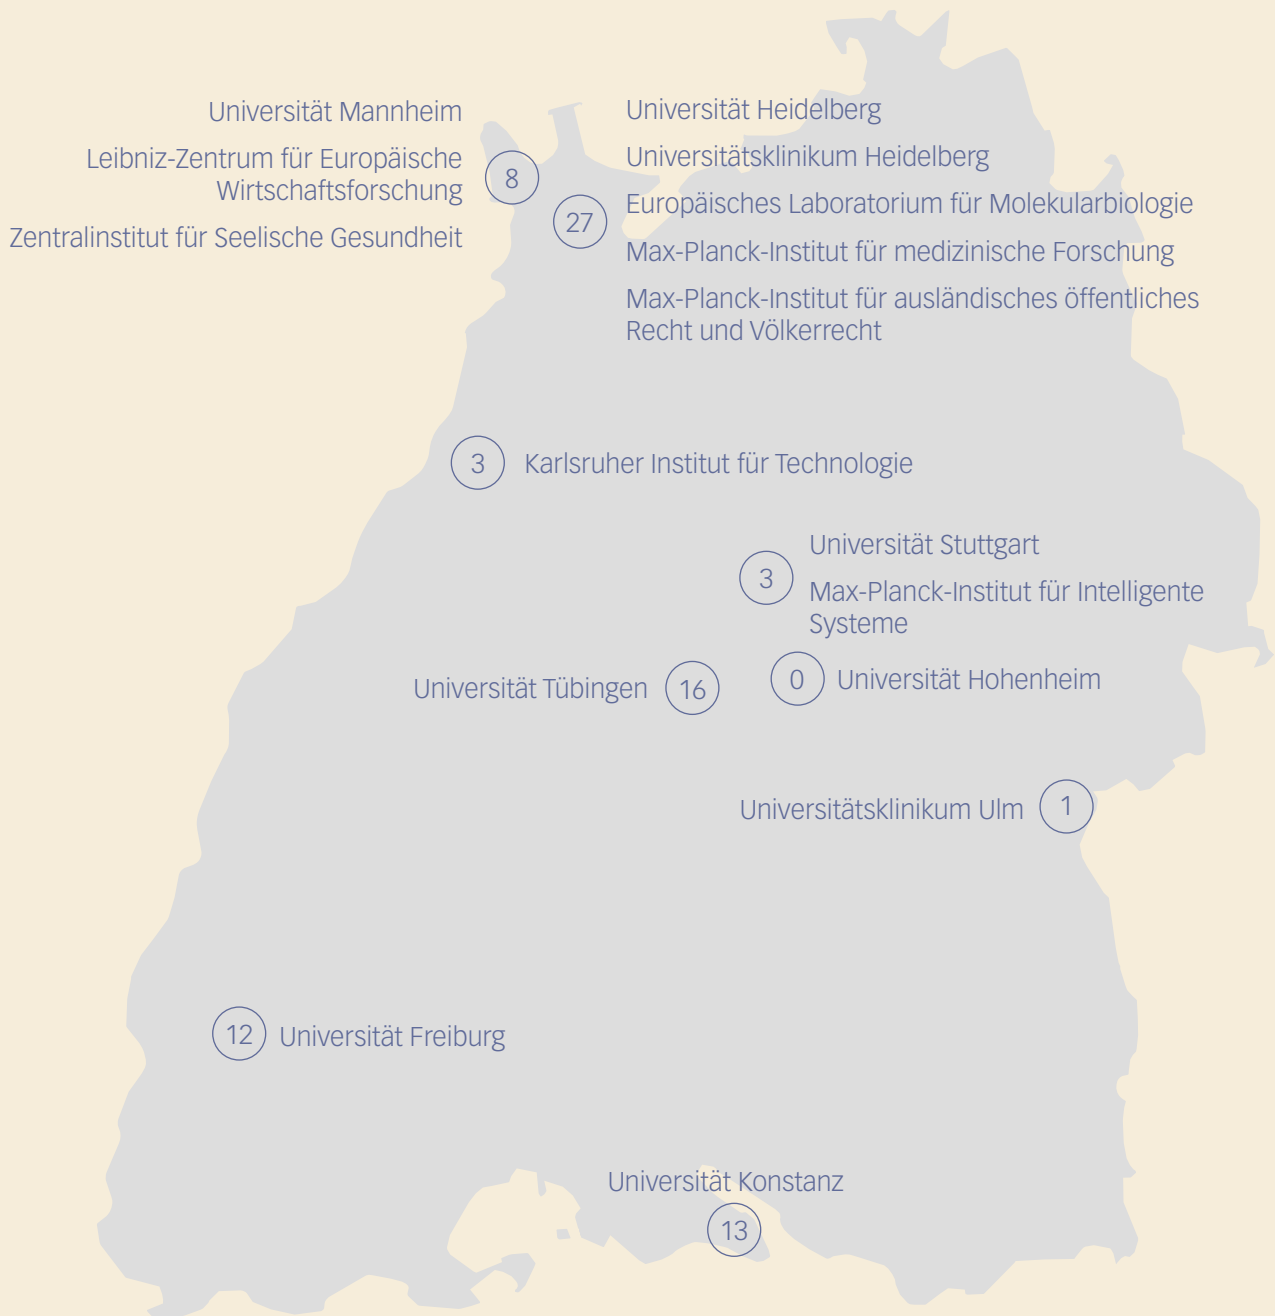 Universität Mannheim
Leibniz-Zentrum für Europäische
Wirtschaftsforschung
Zentralinstitut für Seelische Gesundheit
8
27
Universität Heidelberg
Universitätsklinikum Heidelberg
Europäisches Laboratorium für Molekularbiologie
Max-Planck-Institut für medizinische Forschung
Max-Planck-Institut für ausländisches öffentliches
Recht und Völkerrecht
3 Karlsruher Institut für Technologie
3
Universität Stuttgart
Max-Planck-Institut für Intelligente
Systeme
Universität Tübingen 16
0 Universität Hohenheim
Universitätsklinikum Ulm 1
12 Universität Freiburg
Universität Konstanz
13